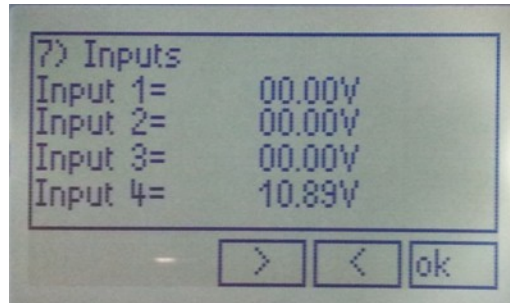 7) Inputs
Input 1= 00.00V
Input 2= 00.00V
Input 3= 00.00V
Input 4= 10.89V
> < ok